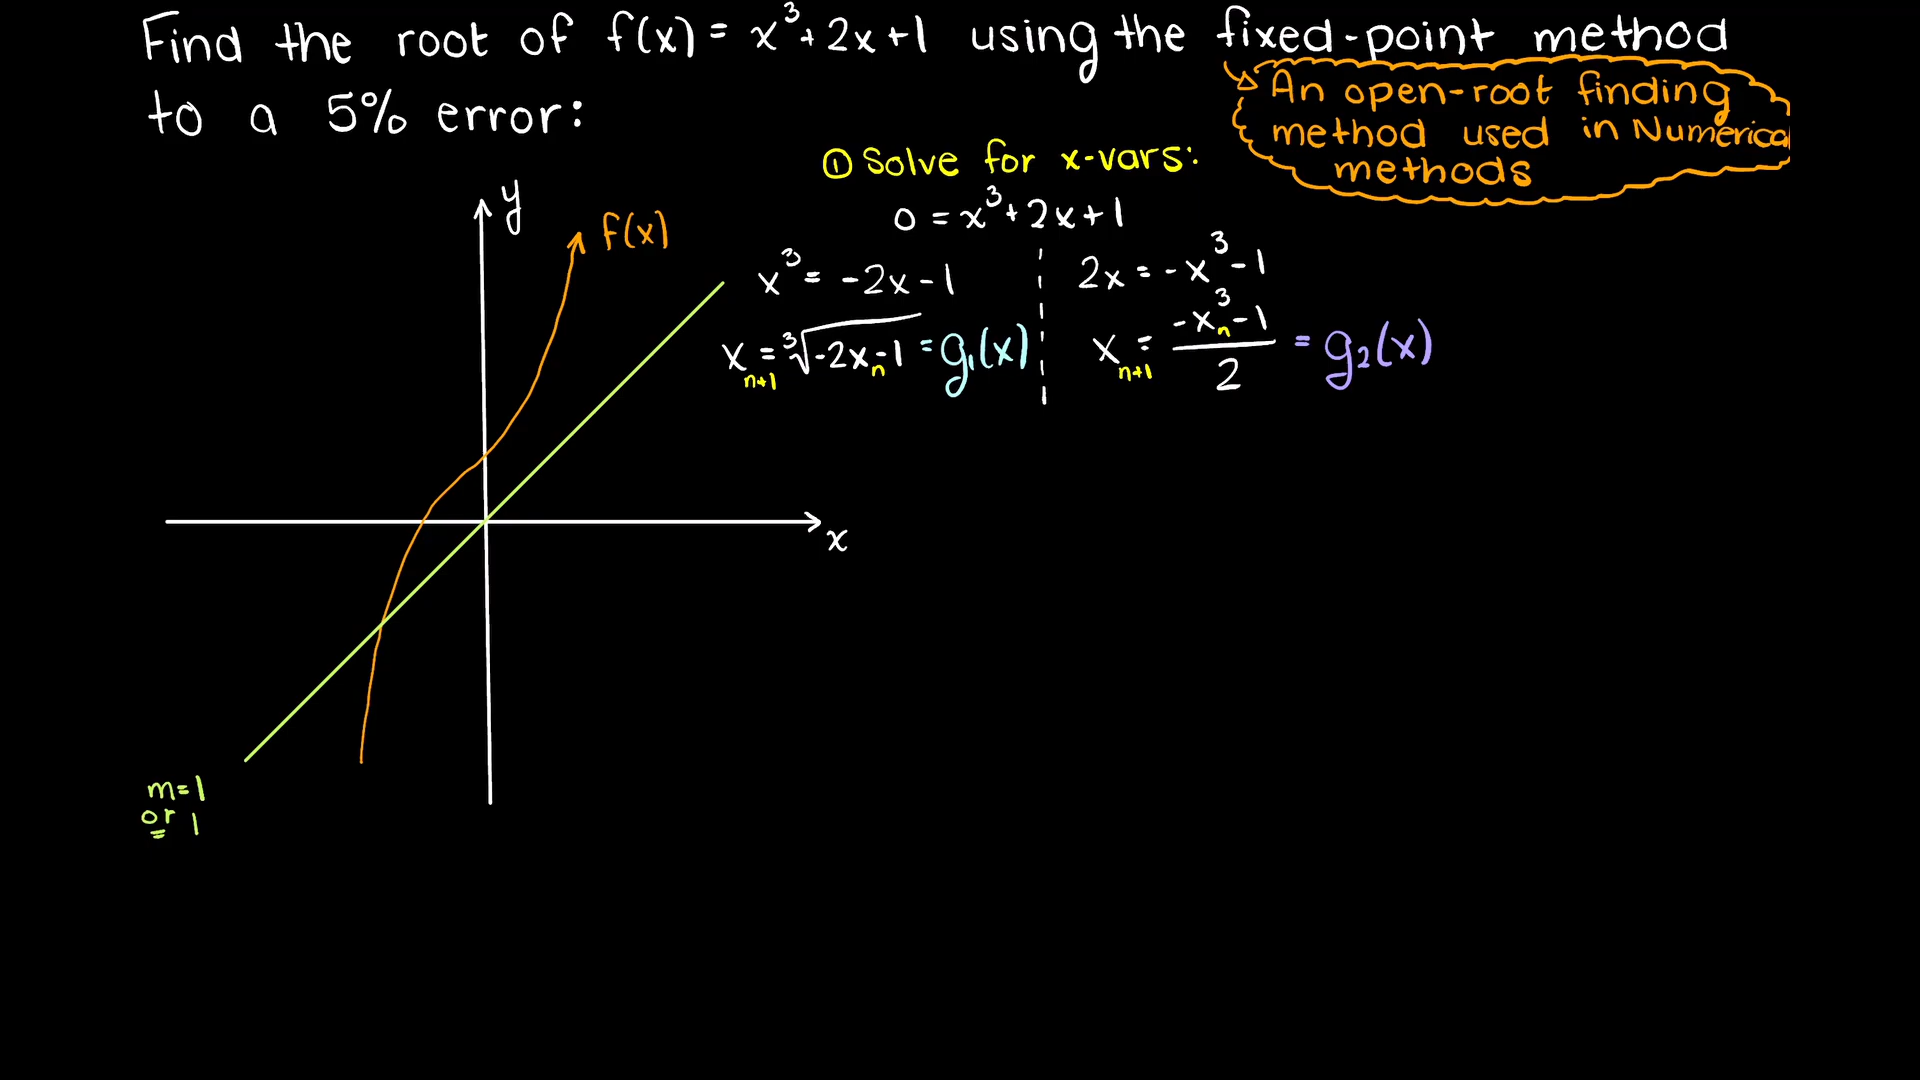 Find the root of f(x) = x³ + 2x + 1 using the fixed-point method
to a 5% error:
An open-root finding
method used in Numerica
methods
① Solve for x-vars:
0 = x³ + 2x + 1
x³ = -2x - 1
2x = -x³ - 1
xₙ₊₁ = ∛(-2xₙ - 1) = g₁(x)
xₙ₊₁ = (-xₙ³ - 1)/2 = g₂(x)
y
f(x)
x
m=1
or 1